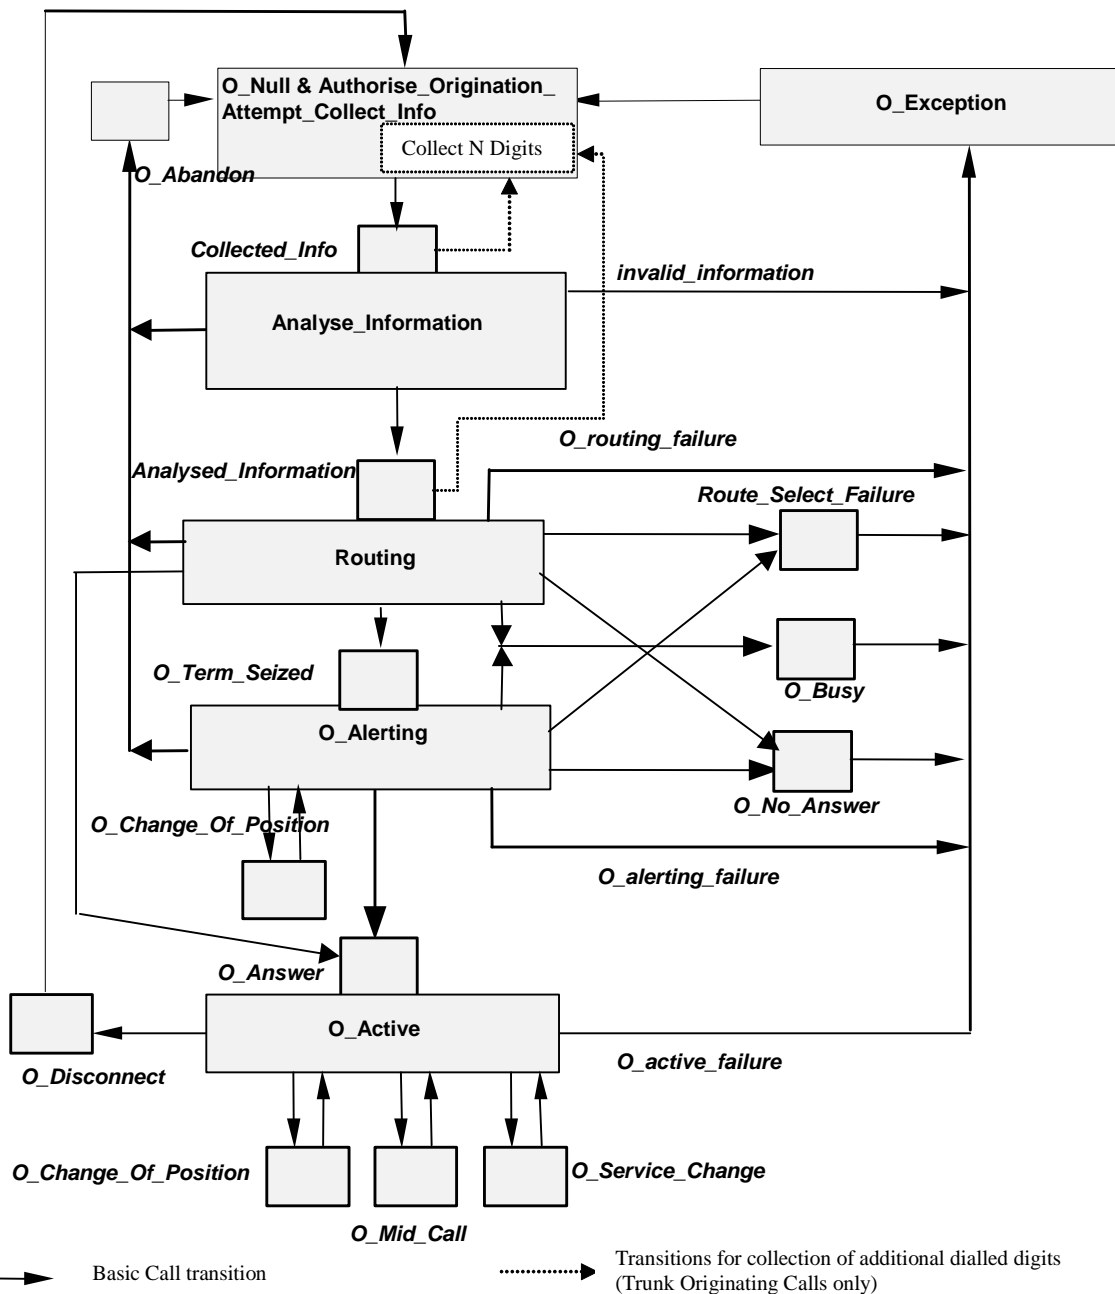 O_Null & Authorise_Origination_
Attempt_Collect_Info
O_Exception
Collect N Digits
O_Abandon
Collected_Info
invalid_information
Analyse_Information
O_routing_failure
Analysed_Information
Route_Select_Failure
Routing
O_Term_Seized
O_Busy
O_Alerting
O_No_Answer
O_Change_Of_Position
O_alerting_failure
O_Answer
O_Active
O_active_failure
O_Disconnect
O_Change_Of_Position
O_Service_Change
O_Mid_Call
Basic Call transition
Transitions for collection of additional dialled digits
(Trunk Originating Calls only)